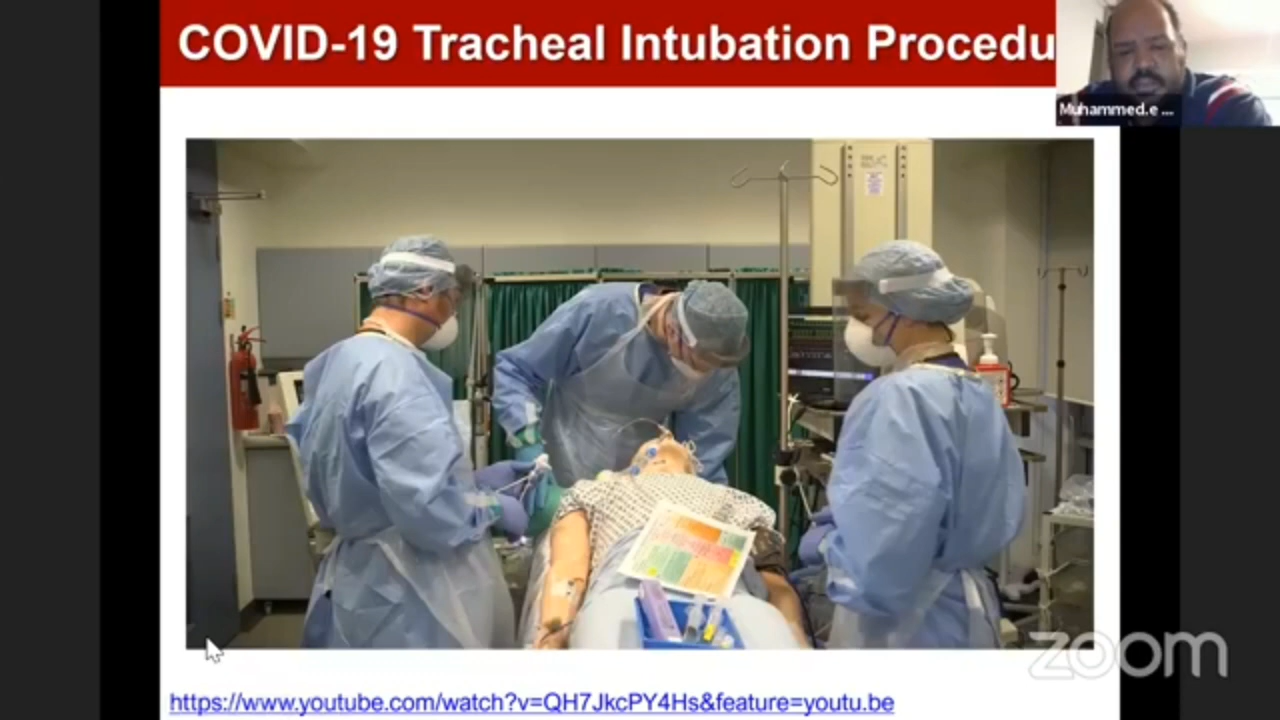 COVID-19 Tracheal Intubation Procedu
Muhammed.e ...
zoom
https://www.youtube.com/watch?v=QH7JkcPY4Hs&feature=youtu.be